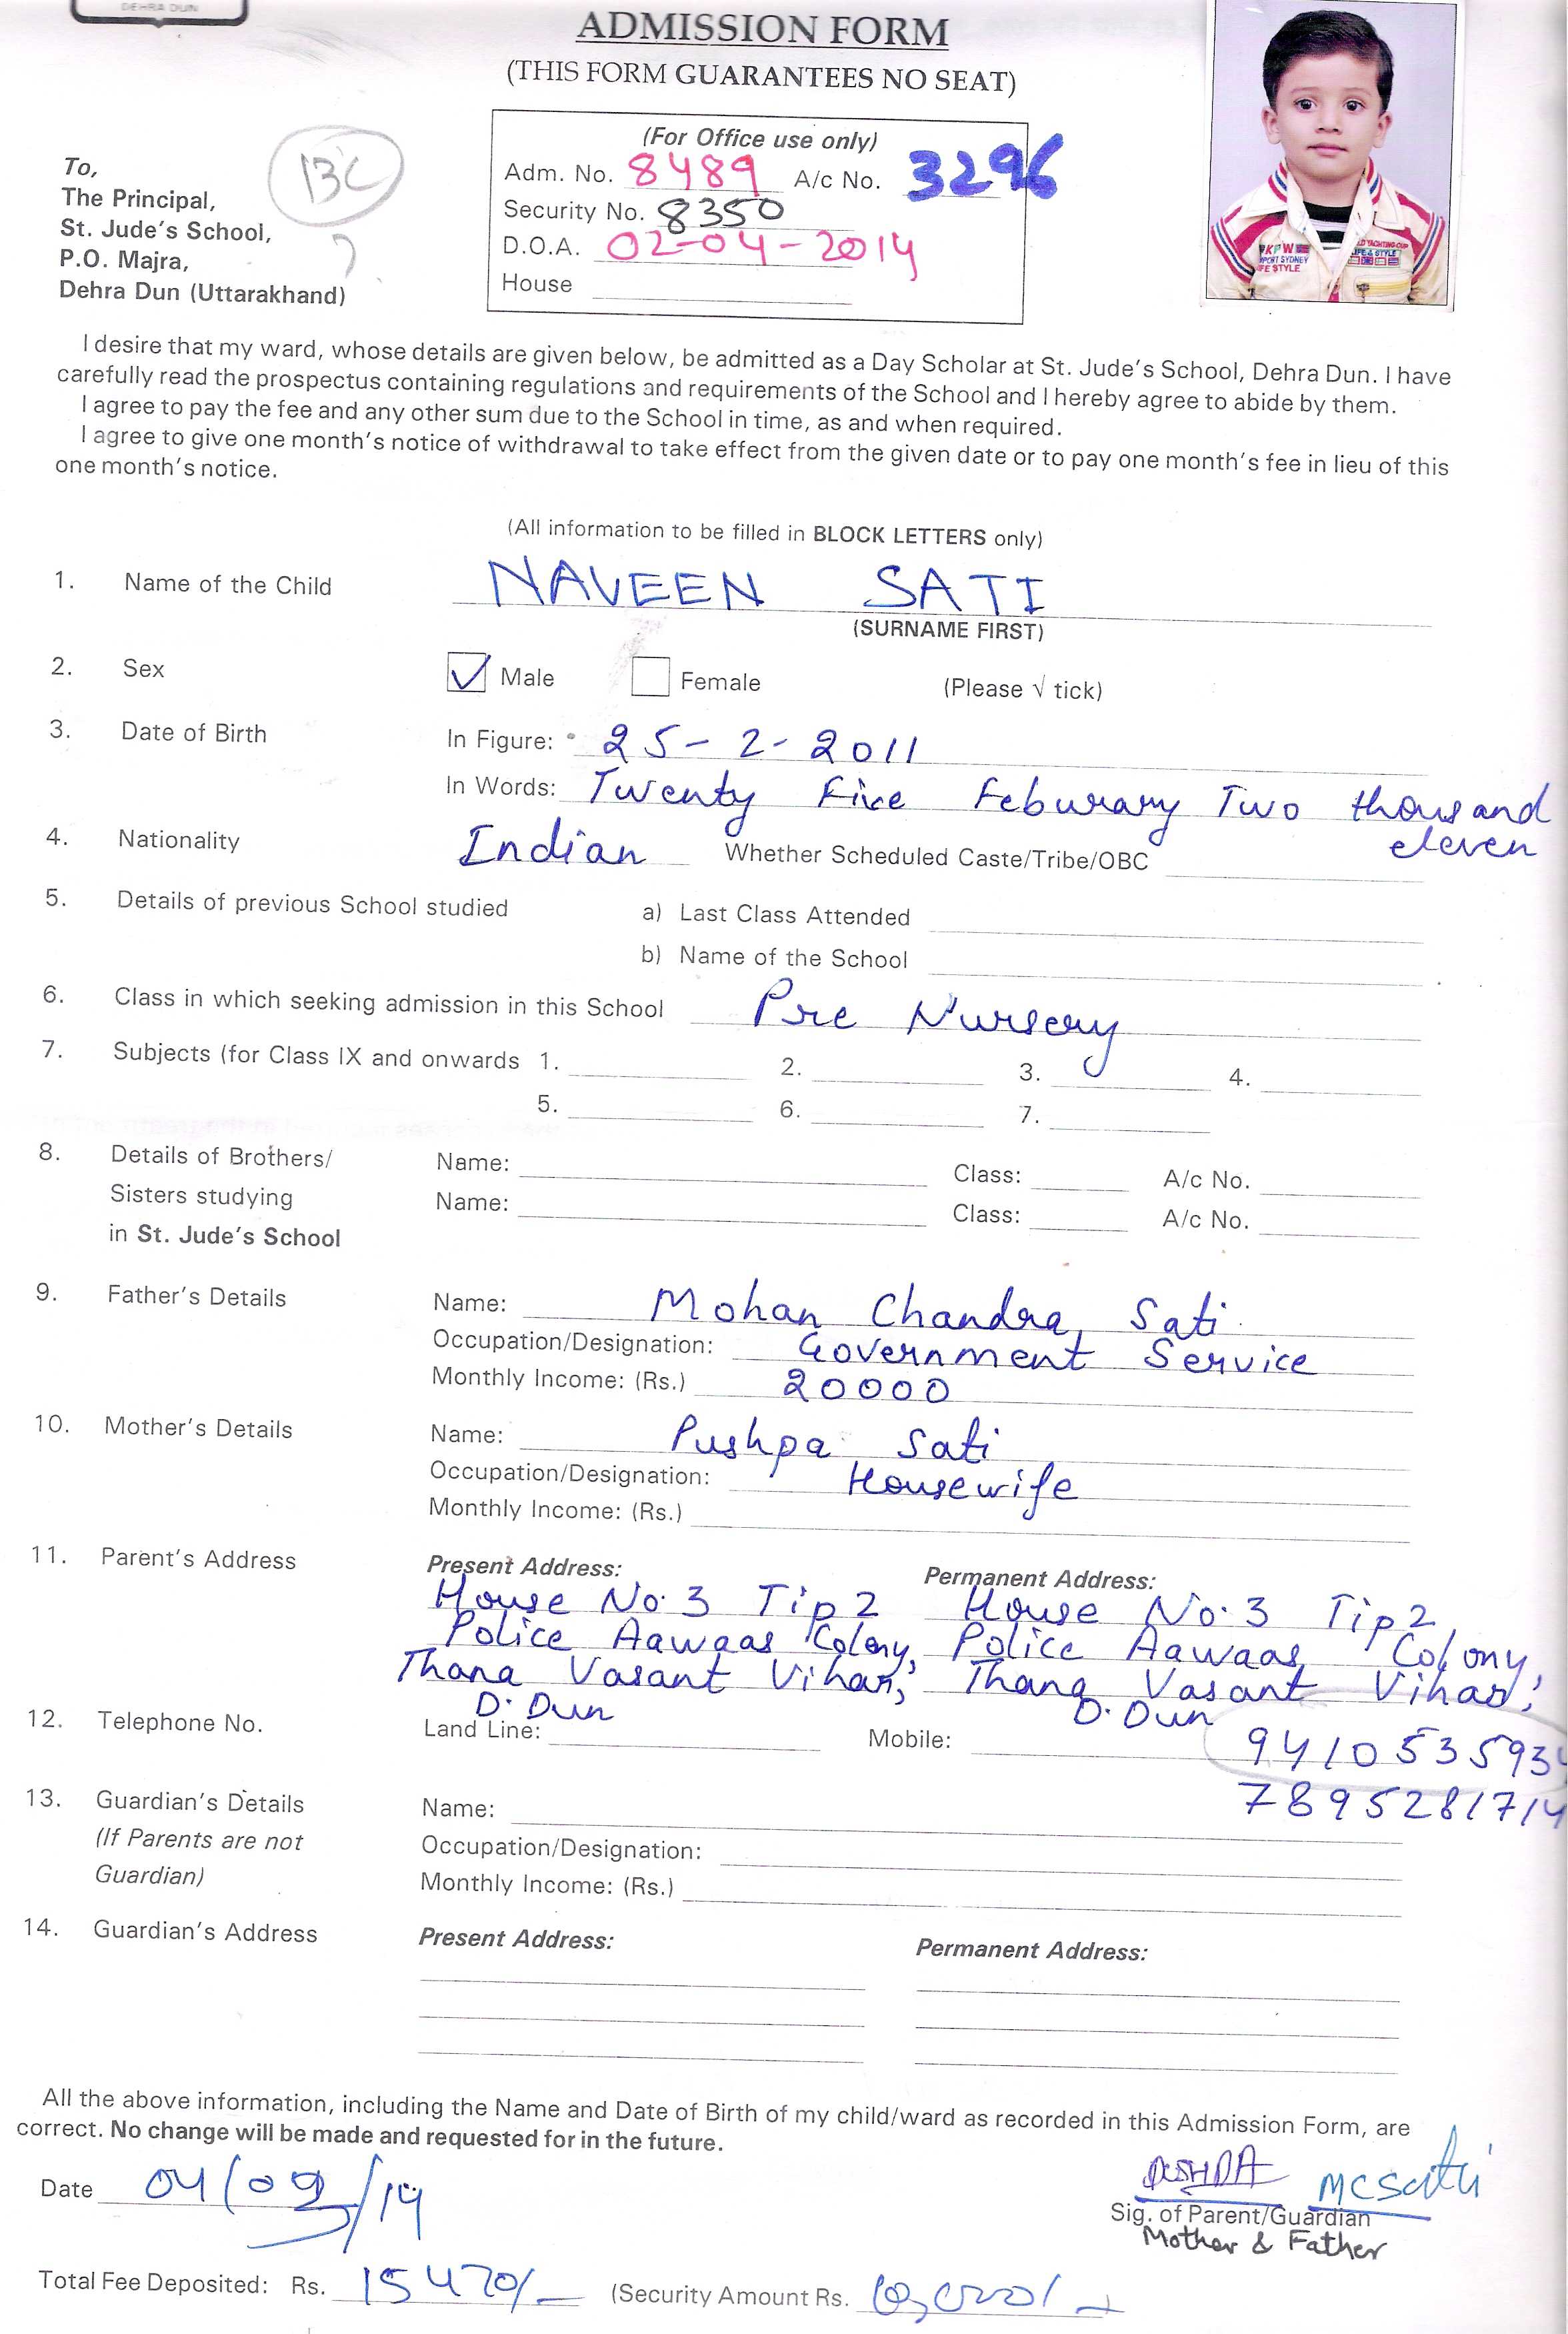 DEHRA DUN
ADMISSION FORM
(THIS FORM GUARANTEES NO SEAT)
(For Office use only)
Adm. No. 8489 A/c No. 3296
Security No. 8350
D.O.A. 02-04-2014
House
To,
The Principal,
St. Jude's School,
P.O. Majra,
Dehra Dun (Uttarakhand)
KPW
LIFE & STYLE
I desire that my ward, whose details are given below, be admitted as a Day Scholar at St. Jude's School, Dehra Dun. I have
carefully read the prospectus containing regulations and requirements of the School and I hereby agree to abide by them.
I agree to pay the fee and any other sum due to the School in time, as and when required.
I agree to give one month's notice of withdrawal to take effect from the given date or to pay one month's fee in lieu of this
one month's notice.
(All information to be filled in BLOCK LETTERS only)
1. Name of the Child NAVEEN SATI
(SURNAME FIRST)
2. Sex Male Female (Please √ tick)
3. Date of Birth In Figure: 25-2-2011
In Words: Twenty Five Feburary Two thousand
eleven
4. Nationality Indian Whether Scheduled Caste/Tribe/OBC
5. Details of previous School studied a) Last Class Attended
b) Name of the School
6. Class in which seeking admission in this School Pre Nursery
7. Subjects (for Class IX and onwards 1. 2. 3. 4.
5. 6. 7.
8. Details of Brothers/ Name: Class: A/c No.
Sisters studying Name: Class: A/c No.
in St. Jude's School
9. Father's Details Name: Mohan Chandra Sati
Occupation/Designation: Government Service
Monthly Income: (Rs.) 20000
10. Mother's Details Name: Pushpa Sati
Occupation/Designation: Housewife
Monthly Income: (Rs.)
11. Parent's Address Present Address: Permanent Address:
House No. 3 Tip 2 House No. 3 Tip 2
Police Aawaas Colony, Police Aawaas Colony,
Thana Vasant Vihar, Thana Vasant Vihar,
D. Dun D. Dun
12. Telephone No. Land Line: Mobile: 9410535934
7895281714
13. Guardian's Details Name:
(If Parents are not Occupation/Designation:
Guardian) Monthly Income: (Rs.)
14. Guardian's Address Present Address: Permanent Address:
All the above information, including the Name and Date of Birth of my child/ward as recorded in this Admission Form, are
correct. No change will be made and requested for in the future.
PUSHPA MCSati
Date 04/ /14 Sig. of Parent/Guardian
Mother & Father
Total Fee Deposited: Rs. 15470/- (Security Amount Rs.